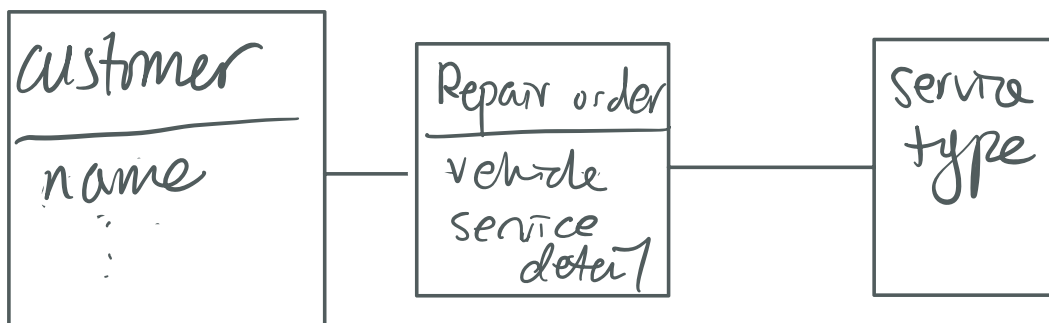 customer
name
Repair order
vehicle
service
detail
service
type